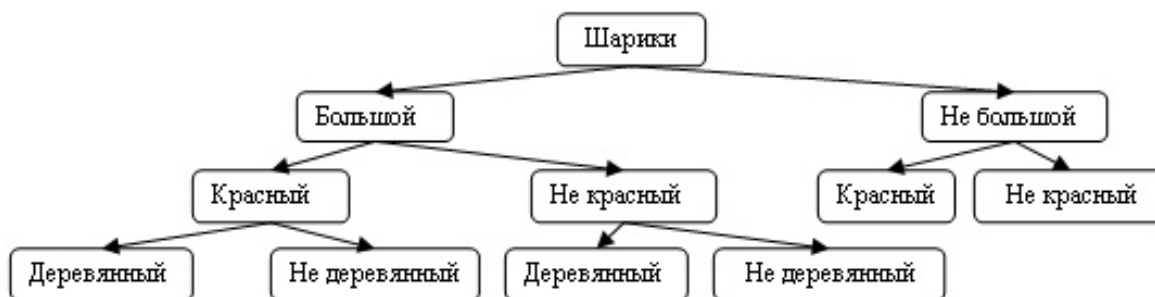 Шарики
Большой
Не большой
Красный
Не красный
Красный
Не красный
Деревянный
Не деревянный
Деревянный
Не деревянный